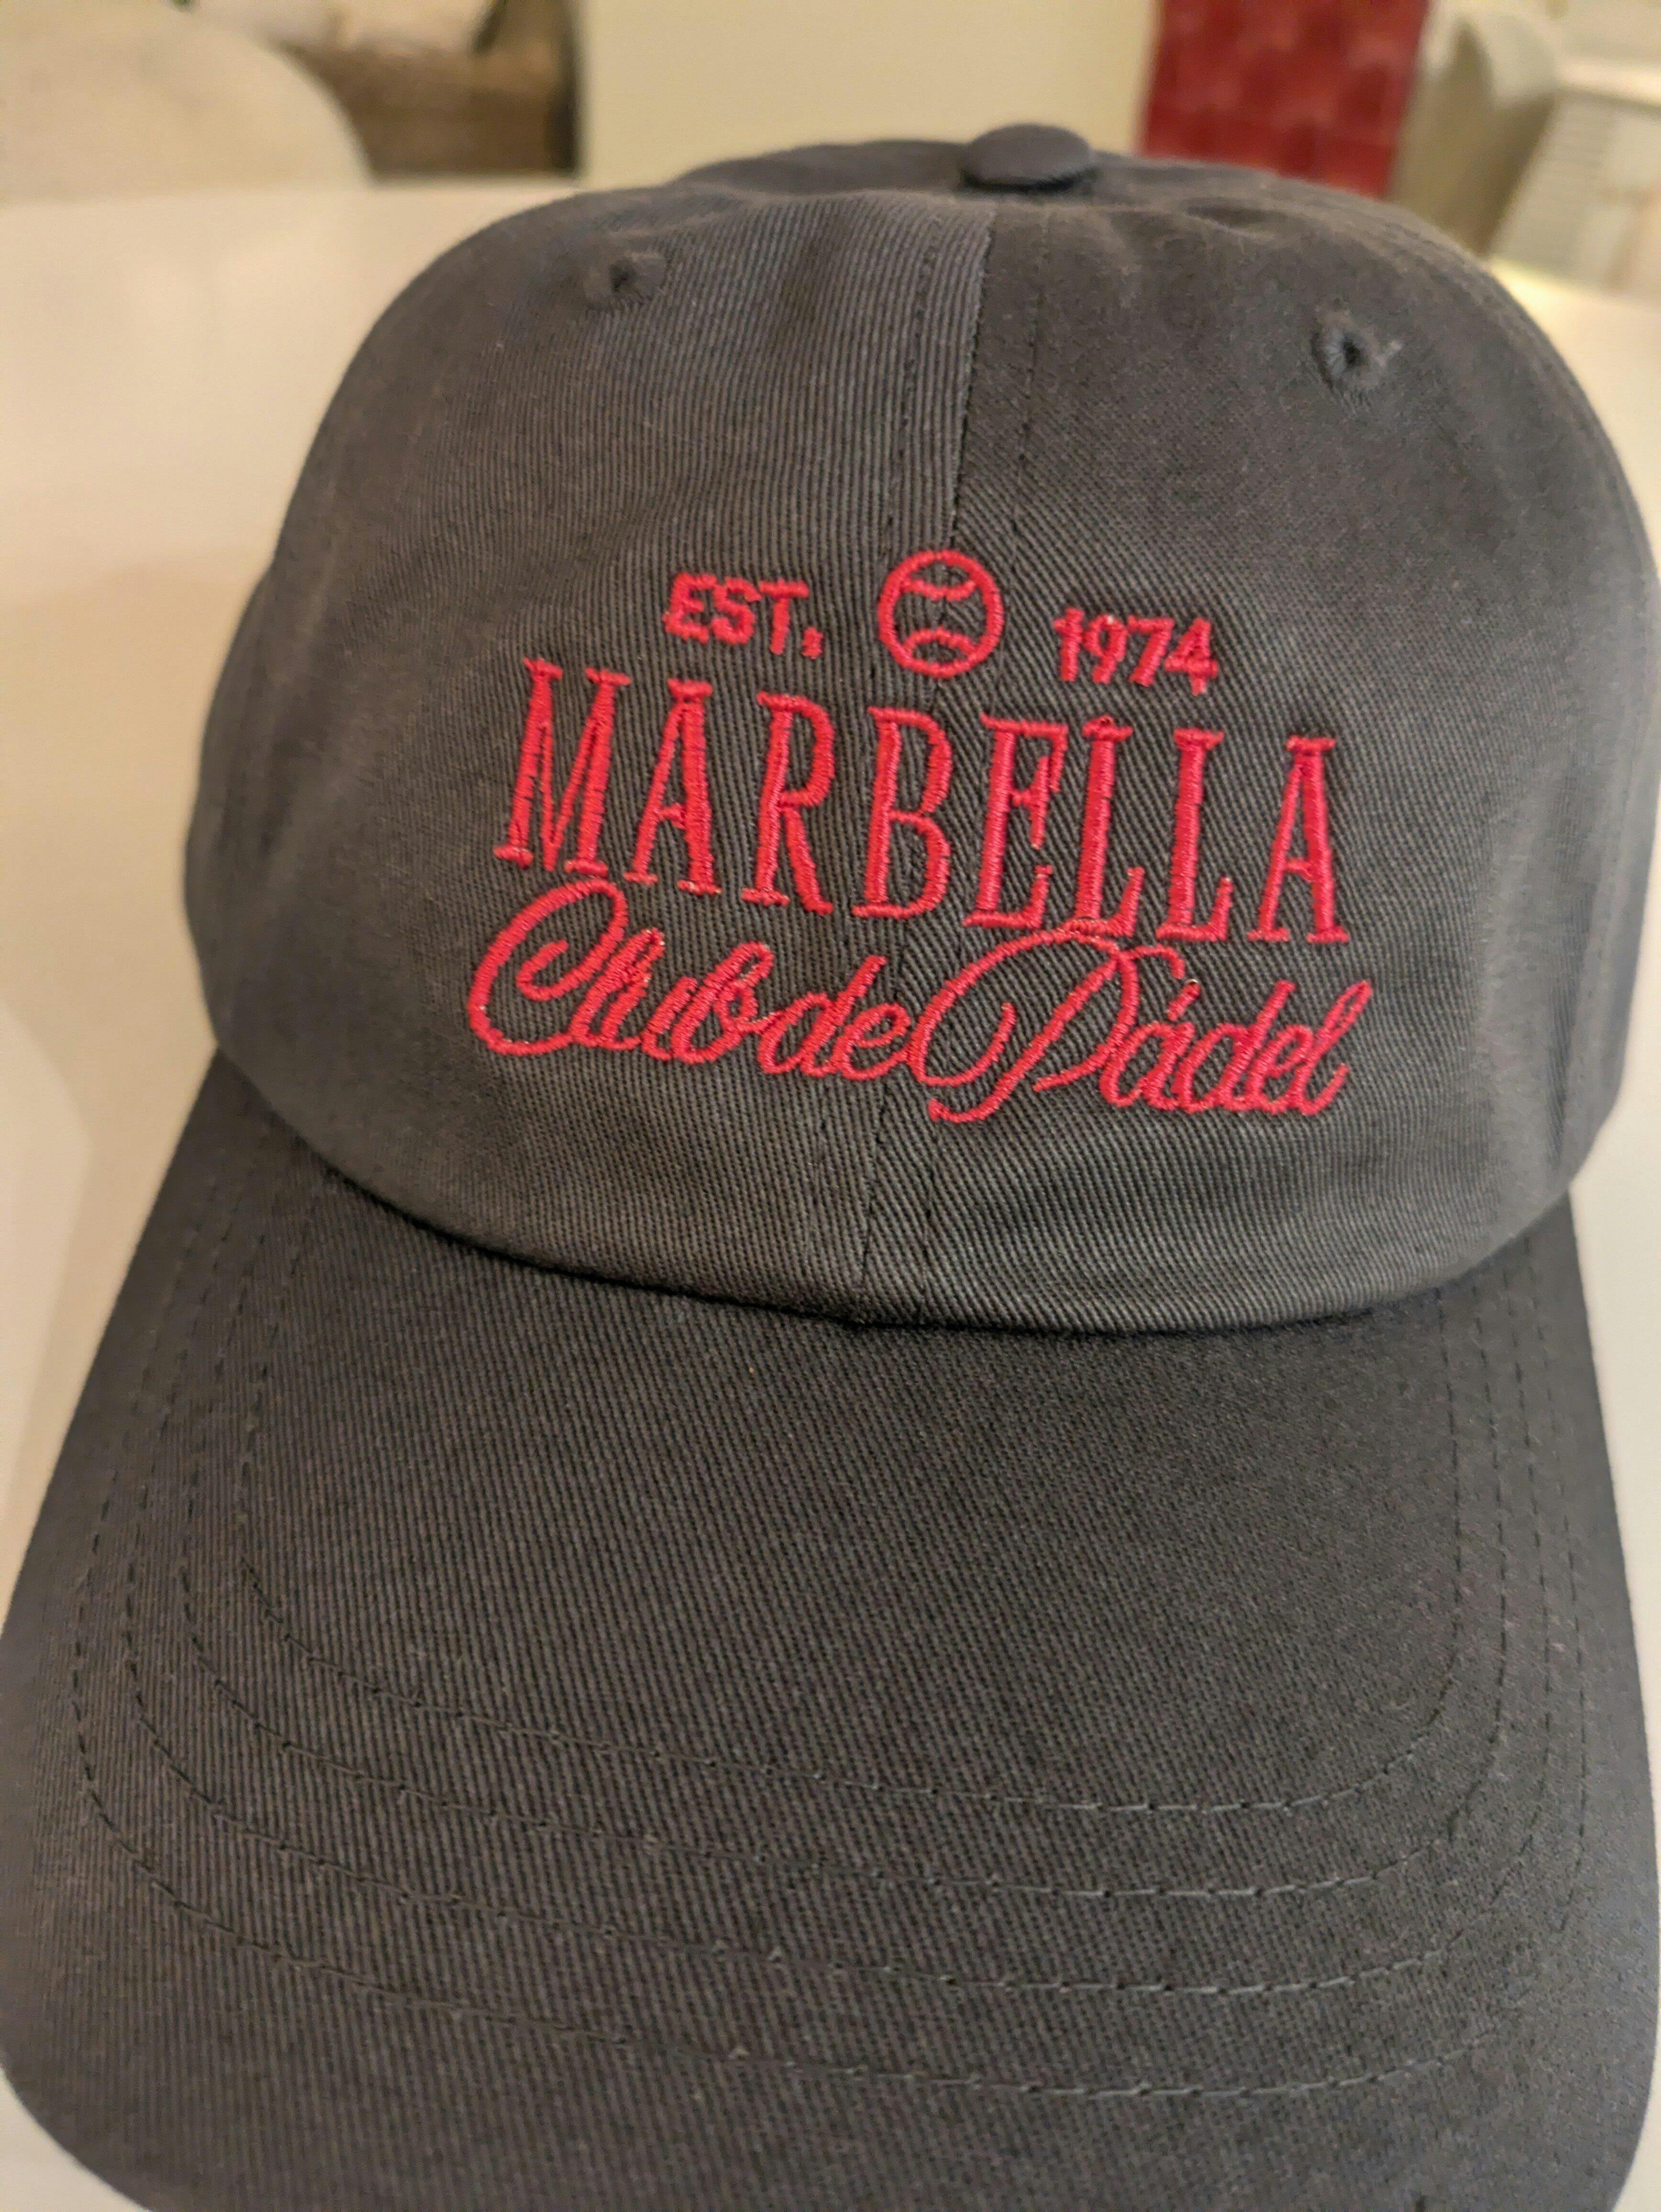 EST. 1974
MARBELLA
Club de Pádel